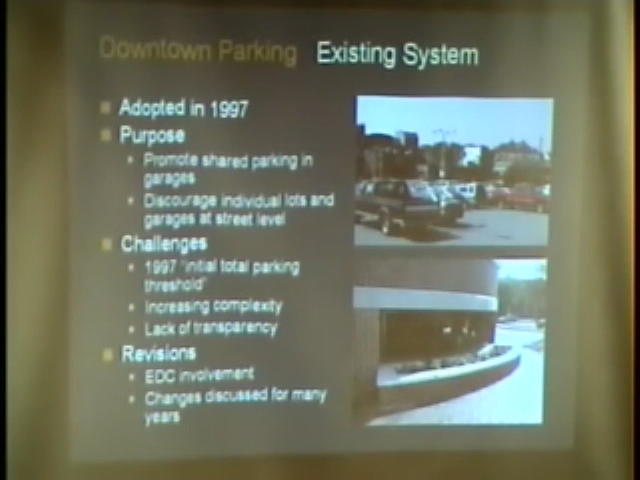 Downtown Parking Existing System
Adopted in 1997
Purpose
Promote shared parking in
garages
Discourage individual lots and
garages at street level
Challenges
1997 "initial total parking
threshold"
Increasing complexity
Lack of transparency
Revisions
EDC involvement
Changes discussed for many
years